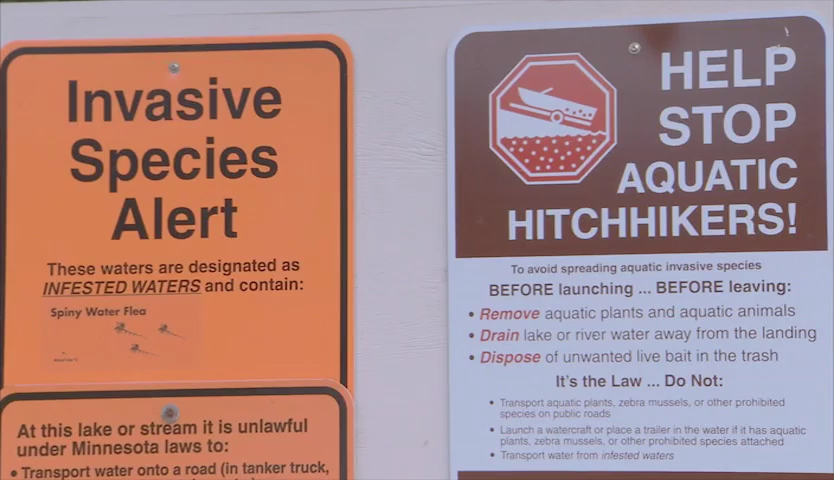 Invasive
Species
Alert
These waters are designated as
INFESTED WATERS and contain:
Spiny Water Flea
At this lake or stream it is unlawful
under Minnesota laws to:
• Transport water onto a road (in tanker truck,
HELP
STOP
AQUATIC
HITCHHIKERS!
To avoid spreading aquatic invasive species
BEFORE launching ... BEFORE leaving:
• Remove aquatic plants and aquatic animals
• Drain lake or river water away from the landing
• Dispose of unwanted live bait in the trash
It's the Law ... Do Not:
• Transport aquatic plants, zebra mussels, or other prohibited
species on public roads
• Launch a watercraft or place a trailer in the water if it has aquatic
plants, zebra mussels, or other prohibited species attached
• Transport water from infested waters